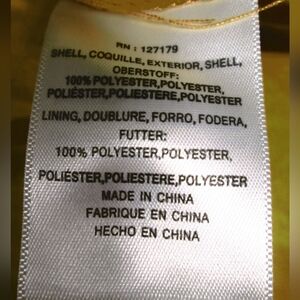 RN : 127179
SHELL, COQUILLE, EXTERIOR, SHELL,
OBERSTOFF:
100% POLYESTER,POLYESTER,
POLIÉSTER,POLIESTERE,POLYESTER
LINING, DOUBLURE, FORRO, FODERA,
FUTTER:
100% POLYESTER,POLYESTER,
POLIÉSTER,POLIESTERE,POLYESTER
MADE IN CHINA
FABRIQUE EN CHINA
HECHO EN CHINA